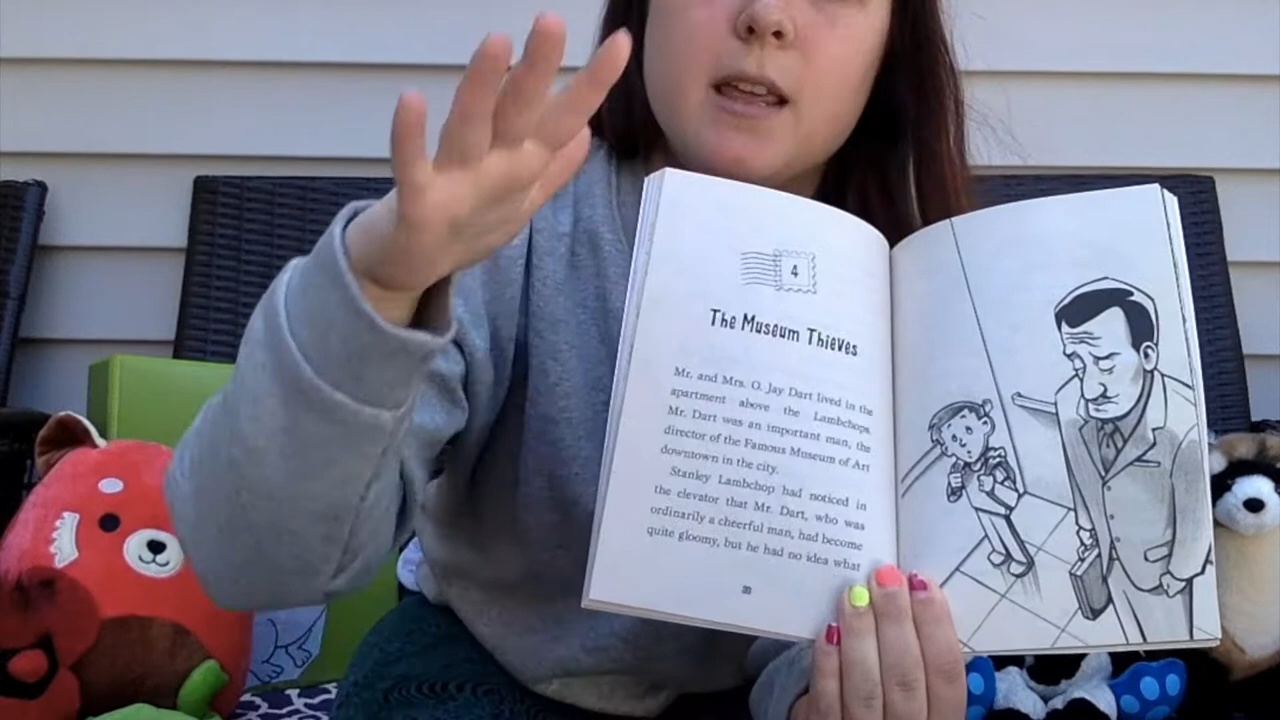 4
The Museum Thieves
Mr. and Mrs. O. Jay Dart lived in the
apartment above the Lambchops.
Mr. Dart was an important man, the
director of the Famous Museum of Art
downtown in the city.
Stanley Lambchop had noticed in
the elevator that Mr. Dart, who was
ordinarily a cheerful man, had become
quite gloomy, but he had no idea what